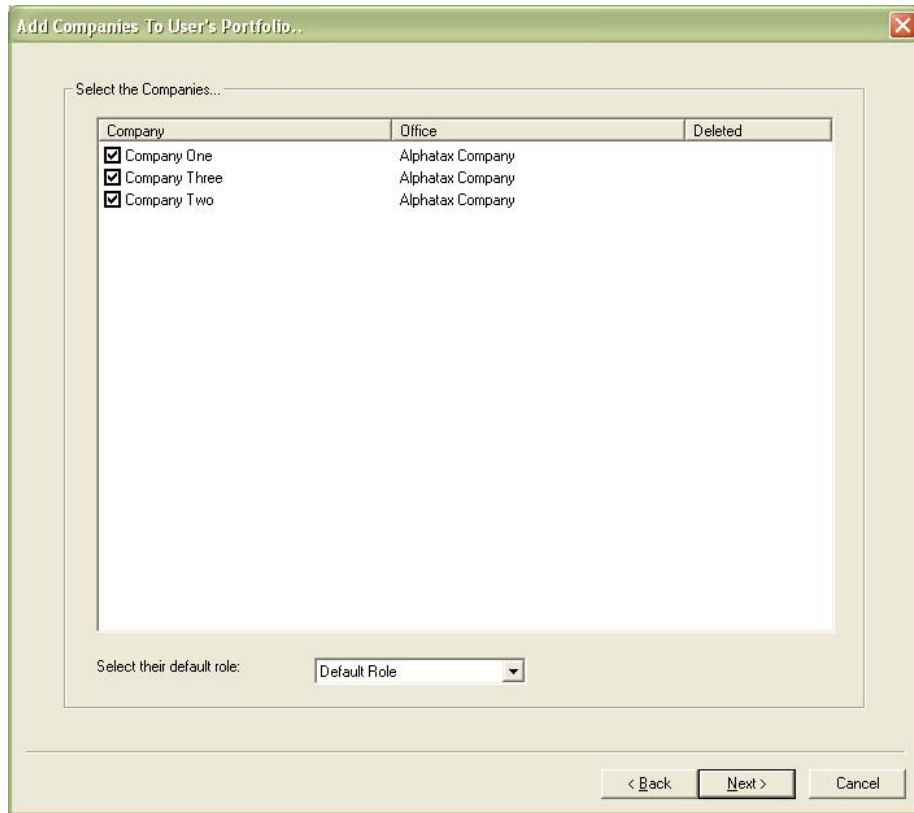 Add Companies To User's Portfolio..
Select the Companies...
Company Office Deleted
Company One Alphatax Company
Company Three Alphatax Company
Company Two Alphatax Company
Select their default role: Default Role
< Back Next > Cancel